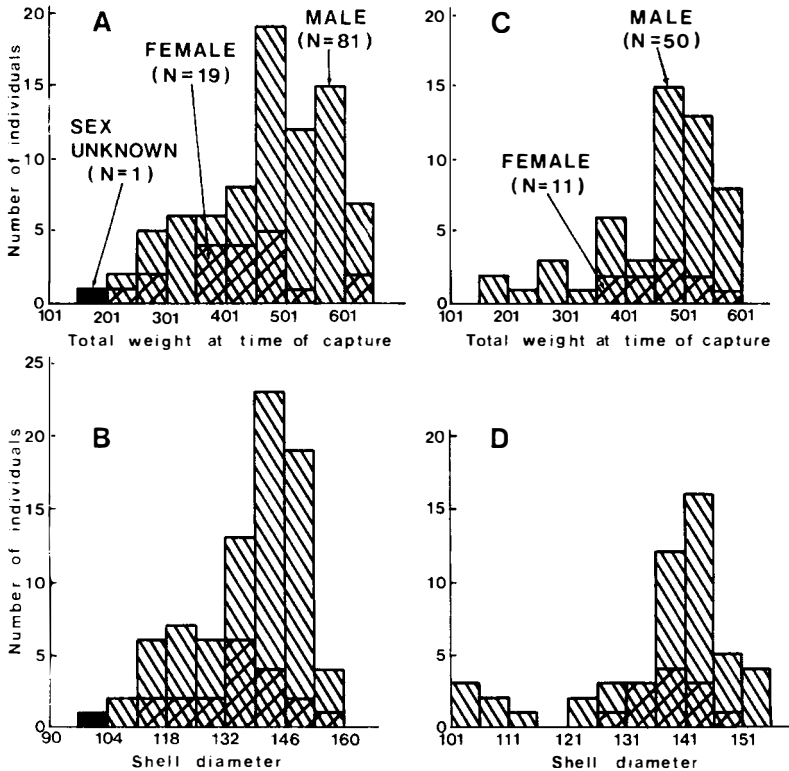 A
FEMALE
(N=19)
MALE
(N=81)
SEX
UNKNOWN
(N=1)
Number of individuals
20
15
10
5
0
101 201 301 401 501 601
Total weight at time of capture
C
MALE
(N=50)
FEMALE
(N=11)
20
15
10
5
0
101 201 301 401 501 601
Total weight at time of capture
B
Number of individuals
25
20
15
10
5
0
90 104 118 132 146 160
Shell diameter
D
20
15
10
5
0
101 111 121 131 141 151
Shell diameter